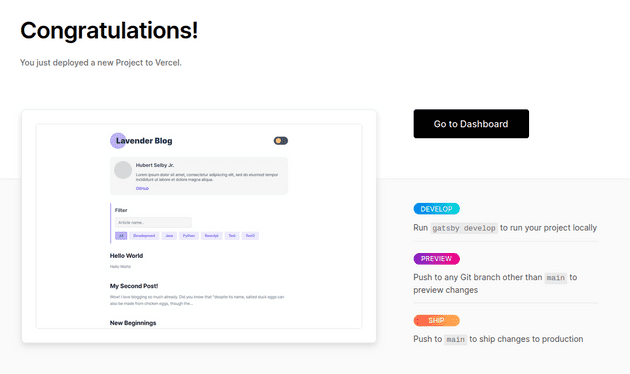 Congratulations!
You just deployed a new Project to Vercel.
Lavender Blog
Hubert Selby Jr.
Lorem ipsum dolor sit amet, consectetur adipiscing elit, sed do eiusmod tempor
incididunt ut labore et dolore magna aliqua.
GitHub
Filter
Article name..
All
Development
Java
Python
Test
Hello World
Hello World
My Second Post!
Wow! I love blogging so much already. Did you know that "despite its name, salted duck eggs can
also be made from chicken eggs, though the...
New Beginnings
Go to Dashboard
DEVELOP
Run gatsby develop to run your project locally
PREVIEW
Push to any Git branch other than main to
preview changes
SHIP
Push to main to ship changes to production